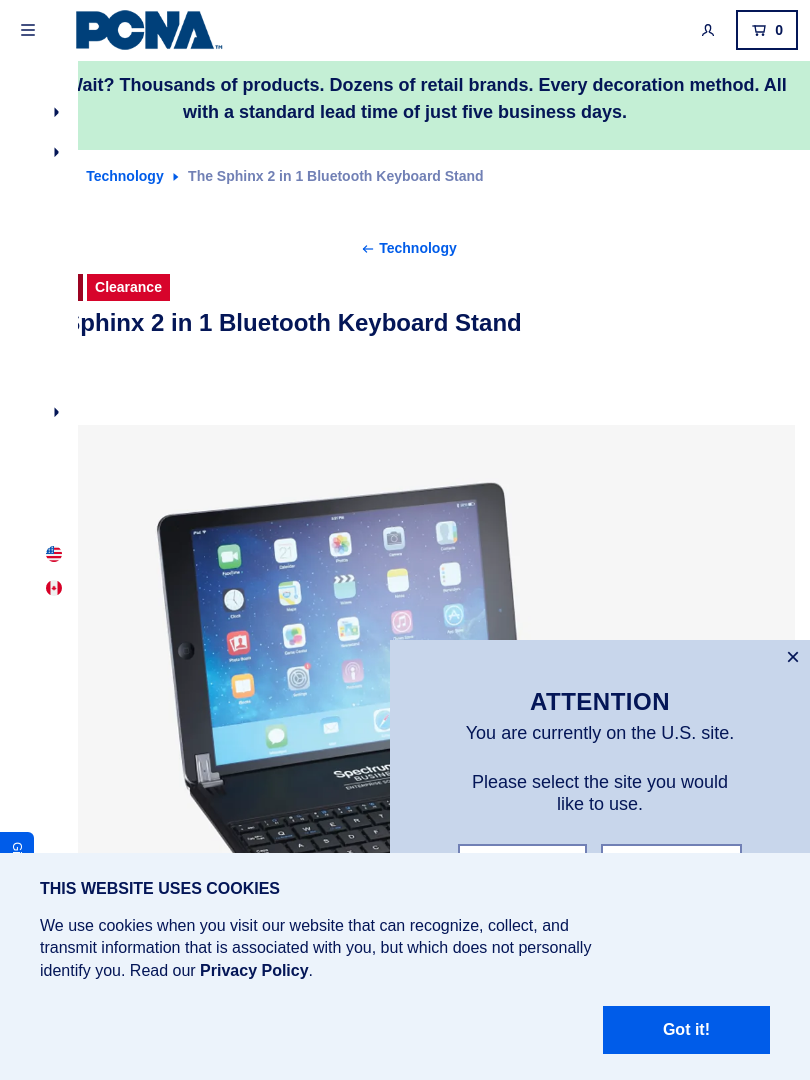 PCNA
0
Wait? Thousands of products. Dozens of retail brands. Every decoration method. All
with a standard lead time of just five business days.
Technology
The Sphinx 2 in 1 Bluetooth Keyboard Stand
Technology
Clearance
Sphinx 2 in 1 Bluetooth Keyboard Stand
ATTENTION
You are currently on the U.S. site.
Please select the site you would
like to use.
THIS WEBSITE USES COOKIES
We use cookies when you visit our website that can recognize, collect, and
transmit information that is associated with you, but which does not personally
identify you. Read our Privacy Policy.
Got it!